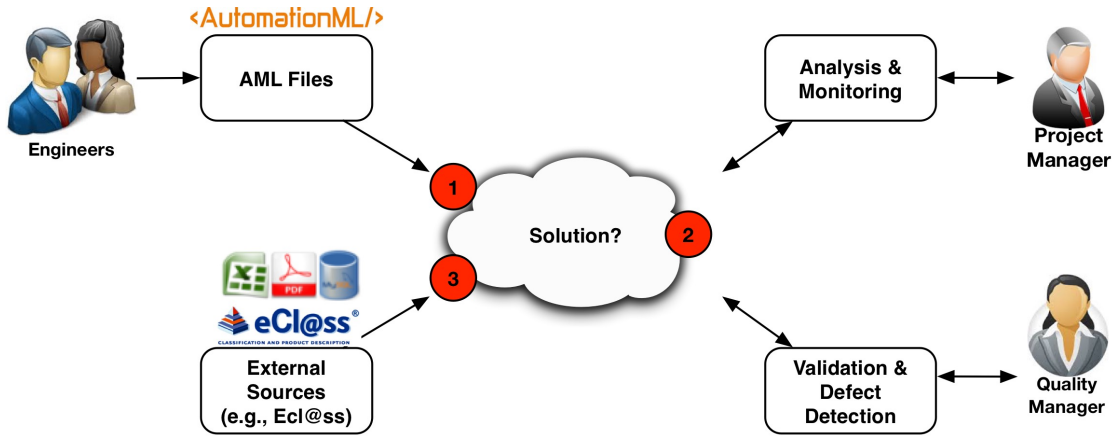 <AutomationML/>
AML Files
Engineers
Analysis &
Monitoring
Project
Manager
1
Solution?
2
3
PDF
MySQL
eCl@ss®
CLASSIFICATION AND PRODUCT DESCRIPTION
External
Sources
(e.g., Ecl@ss)
Validation &
Defect
Detection
Quality
Manager